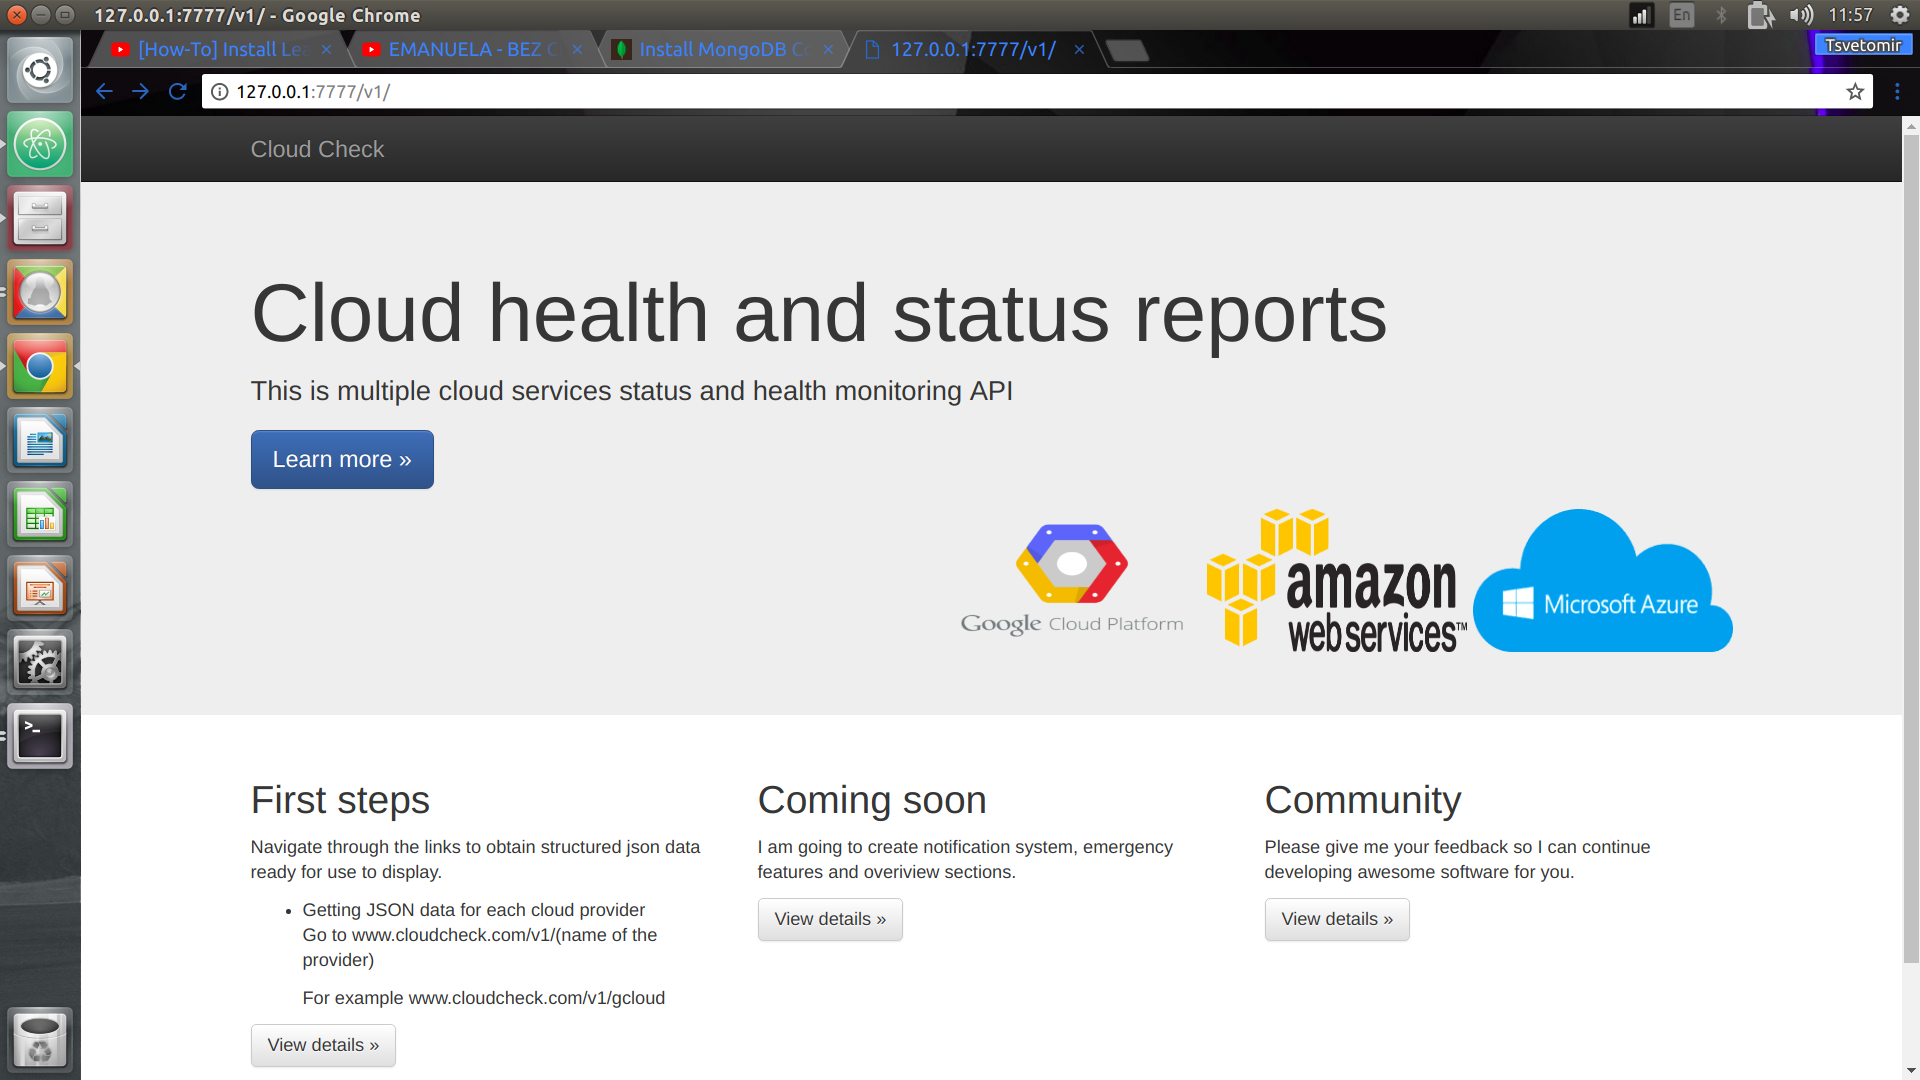 127.0.0.1:7777/v1/ - Google Chrome
En
11:57
[How-To] Install Le
EMANUELA - BEZ
Install MongoDB C
127.0.0.1:7777/v1/
Tsvetomir
127.0.0.1:7777/v1/
Cloud Check
Cloud health and status reports
This is multiple cloud services status and health monitoring API
Learn more »
Google Cloud Platform
amazon
web services™
Microsoft Azure
First steps
Navigate through the links to obtain structured json data
ready for use to display.
• Getting JSON data for each cloud provider
Go to www.cloudcheck.com/v1/(name of the
provider)
For example www.cloudcheck.com/v1/gcloud
View details »
Coming soon
I am going to create notification system, emergency
features and overiview sections.
View details »
Community
Please give me your feedback so I can continue
developing awesome software for you.
View details »